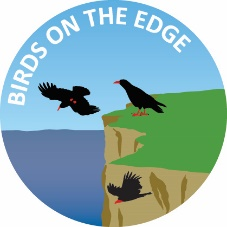 BIRDS ON THE EDGE